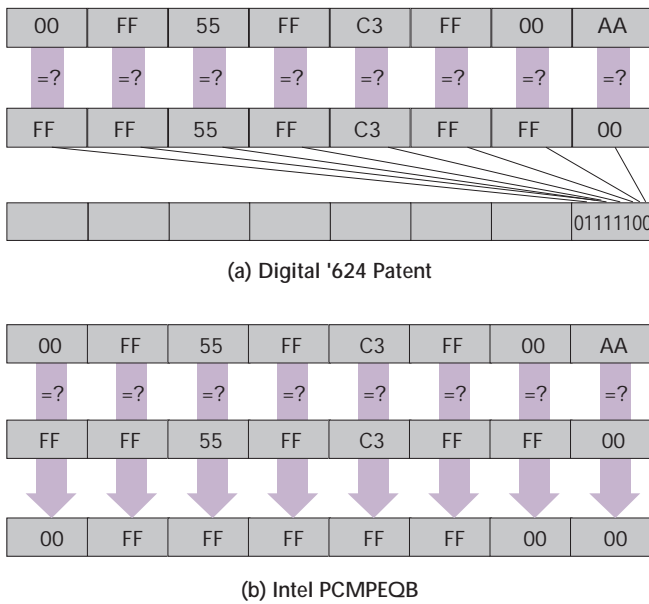 00 FF 55 FF C3 FF 00 AA
=? =? =? =? =? =? =? =?
FF FF 55 FF C3 FF FF 00
01111100
(a) Digital '624 Patent
00 FF 55 FF C3 FF 00 AA
=? =? =? =? =? =? =? =?
FF FF 55 FF C3 FF FF 00
00 FF FF FF FF FF 00 00
(b) Intel PCMPEQB